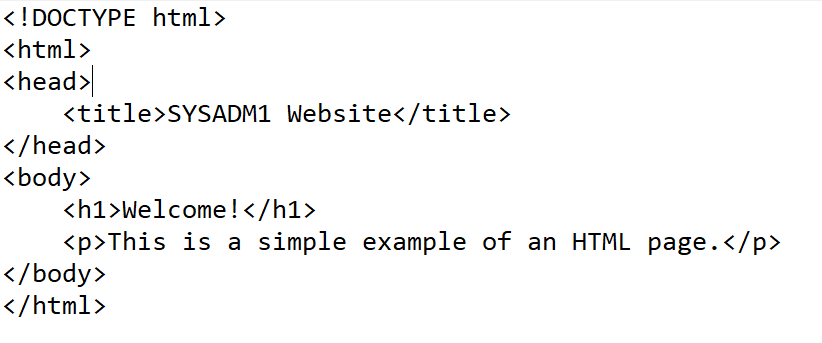 <!DOCTYPE html>
<html>
<head>
    <title>SYSADM1 Website</title>
</head>
<body>
    <h1>Welcome!</h1>
    <p>This is a simple example of an HTML page.</p>
</body>
</html>